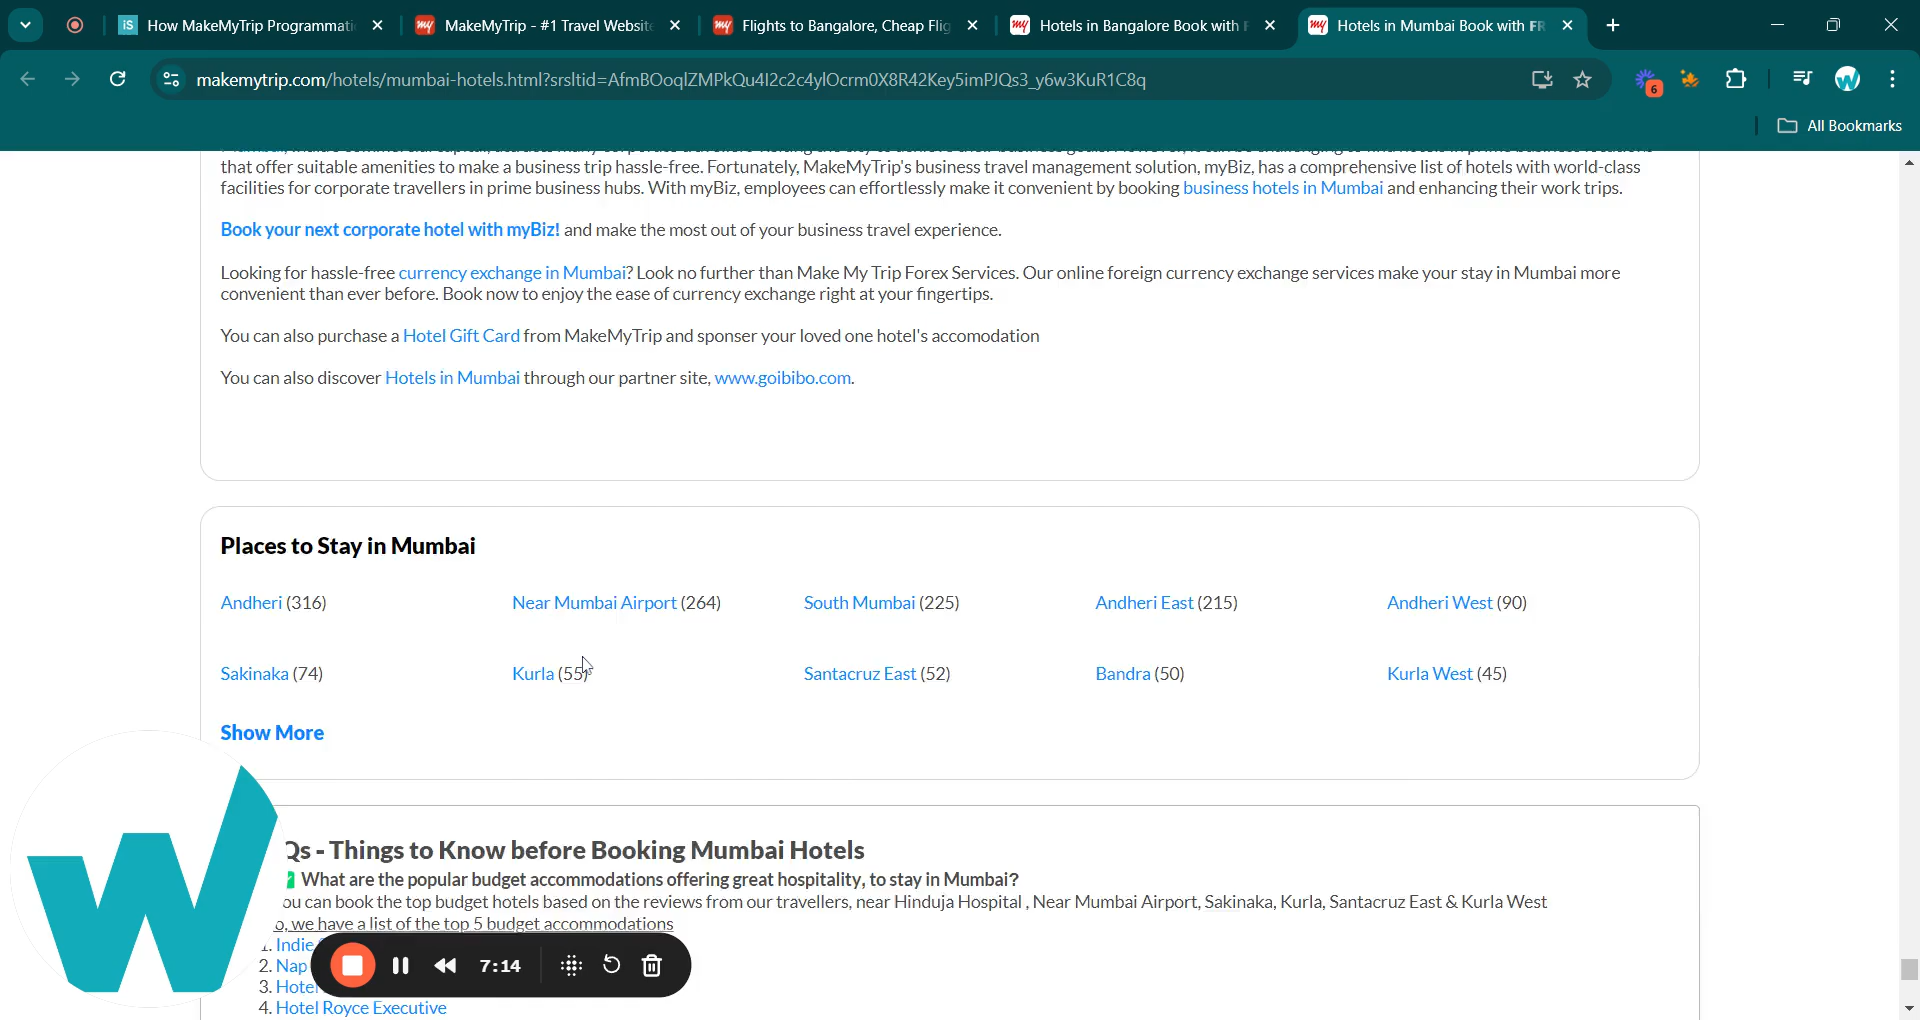 How MakeMyTrip Programmati
MakeMyTrip - #1 Travel Website
Flights to Bangalore, Cheap Flig
Hotels in Bangalore Book with F
Hotels in Mumbai Book with FR
makemytrip.com/hotels/mumbai-hotels.html?srsltid=AfmBOoqlZMPkQu4I2c2c4ylOcrm0X8R42Key5imPJQs3_y6w3KuR1C8q
6
All Bookmarks
that offer suitable amenities to make a business trip hassle-free. Fortunately, MakeMyTrip's business travel management solution, myBiz, has a comprehensive list of hotels with world-class
facilities for corporate travellers in prime business hubs. With myBiz, employees can effortlessly make it convenient by booking business hotels in Mumbai and enhancing their work trips.
Book your next corporate hotel with myBiz! and make the most out of your business travel experience.
Looking for hassle-free currency exchange in Mumbai? Look no further than Make My Trip Forex Services. Our online foreign currency exchange services make your stay in Mumbai more
convenient than ever before. Book now to enjoy the ease of currency exchange right at your fingertips.
You can also purchase a Hotel Gift Card from MakeMyTrip and sponser your loved one hotel's accomodation
You can also discover Hotels in Mumbai through our partner site, www.goibibo.com.
Places to Stay in Mumbai
Andheri (316) Near Mumbai Airport (264) South Mumbai (225) Andheri East (215) Andheri West (90)
Sakinaka (74) Kurla (55) Santacruz East (52) Bandra (50) Kurla West (45)
Show More
Qs - Things to Know before Booking Mumbai Hotels
What are the popular budget accommodations offering great hospitality, to stay in Mumbai?
ou can book the top budget hotels based on the reviews from our travellers, near Hinduja Hospital , Near Mumbai Airport, Sakinaka, Kurla, Santacruz East & Kurla West
o, we have a list of the top 5 budget accommodations
1. Indie
2. Nap
3. Hotel
4. Hotel Royce Executive
7:14